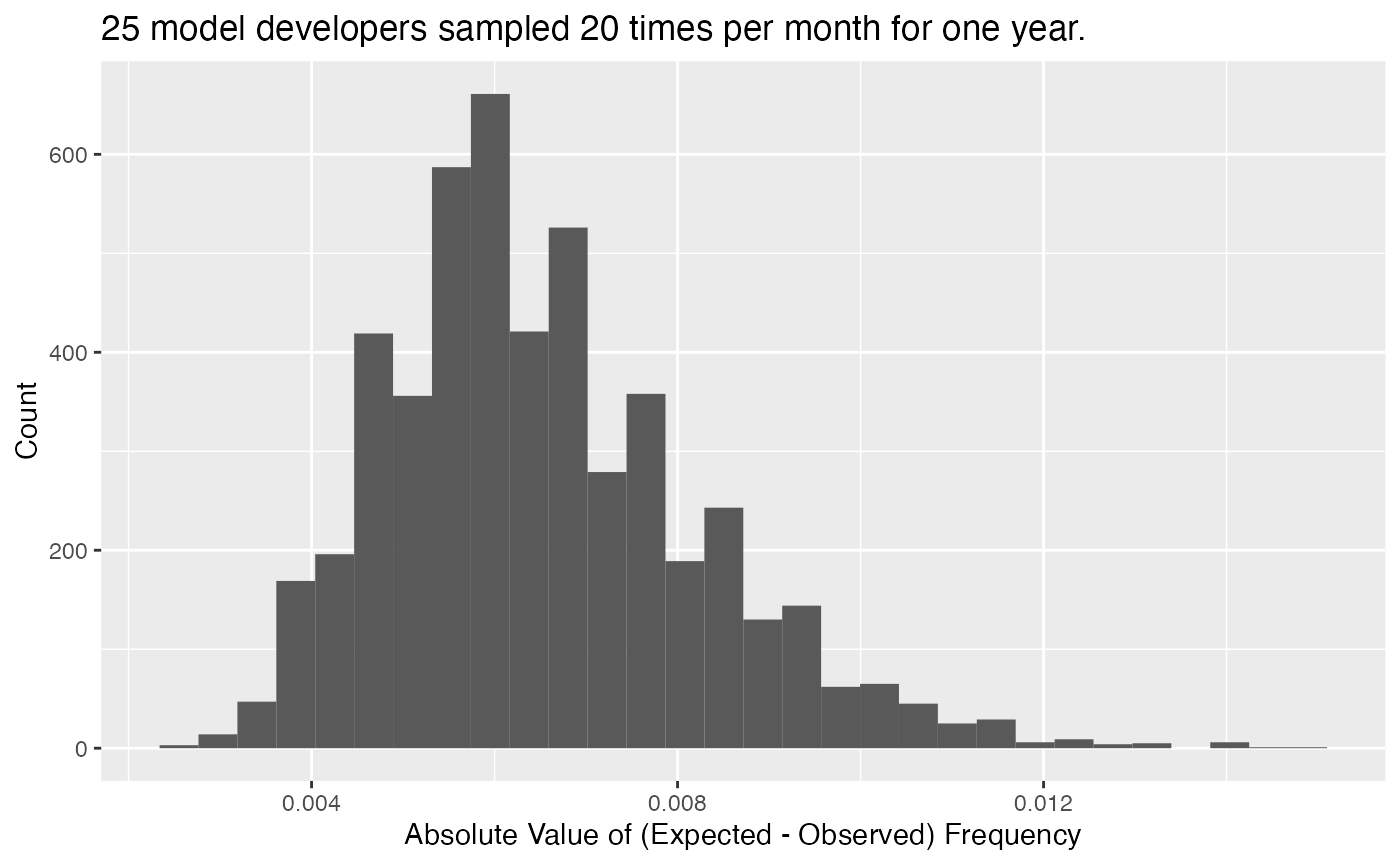 25 model developers sampled 20 times per month for one year.
600
400
200
0
Count
0.004 0.008 0.012
Absolute Value of (Expected - Observed) Frequency